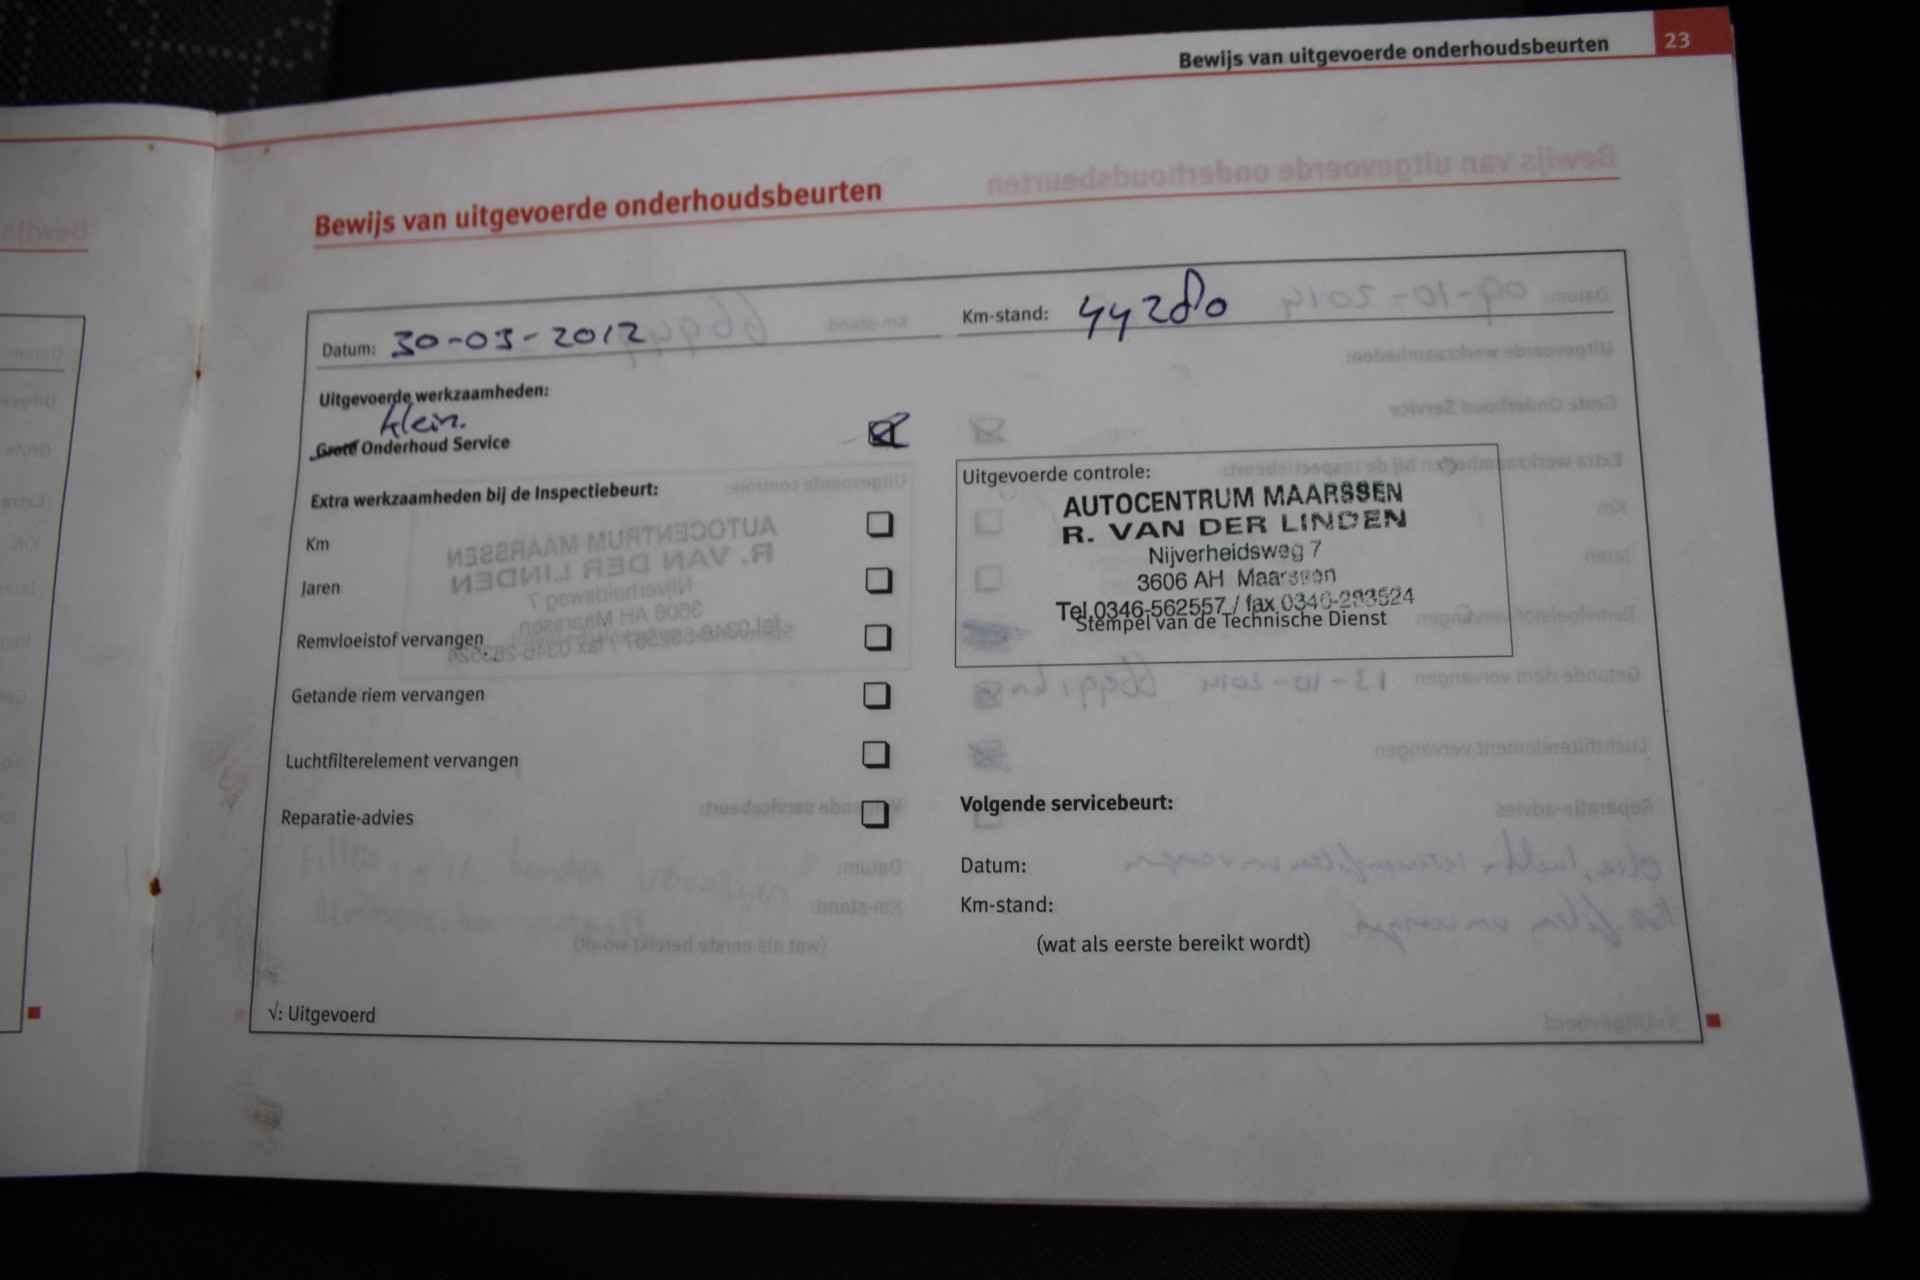 Bewijs van uitgevoerde onderhoudsbeurten 23
Bewijs van uitgevoerde onderhoudsbeurten
Datum: 30-03-2012
Km-stand: 44280
Uitgevoerde werkzaamheden:
klein.
Grote Onderhoud Service
Extra werkzaamheden bij de Inspectiebeurt:
Km
Jaren
Remvloeistof vervangen
Getande riem vervangen
Luchtfilterelement vervangen
Reparatie-advies
√: Uitgevoerd
Uitgevoerde controle:
AUTOCENTRUM MAARSSEN
R. VAN DER LINDEN
Nijverheidsweg 7
3606 AH Maarssen
Tel.0346-562557 / fax 0346-283524
Stempel van de Technische Dienst
Volgende servicebeurt:
Datum:
Km-stand:
(wat als eerste bereikt wordt)